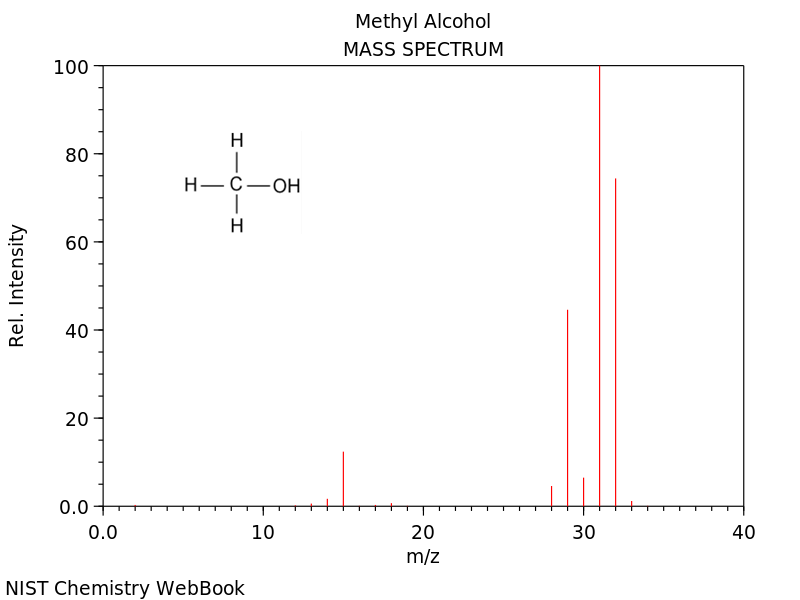 Methyl Alcohol
MASS SPECTRUM
100
80
60
40
20
0.0
Rel. Intensity
H
H C OH
H
0.0 10 20 30 40
m/z
NIST Chemistry WebBook